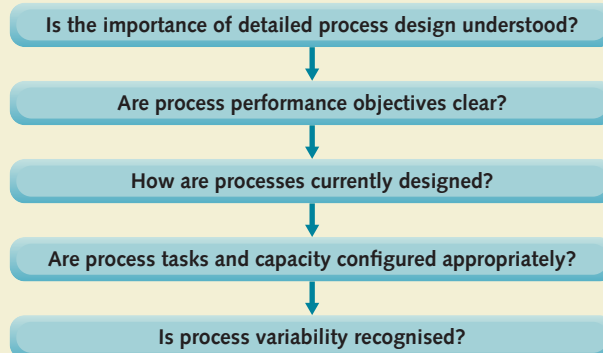 Is the importance of detailed process design understood?
Are process performance objectives clear?
How are processes currently designed?
Are process tasks and capacity configured appropriately?
Is process variability recognised?